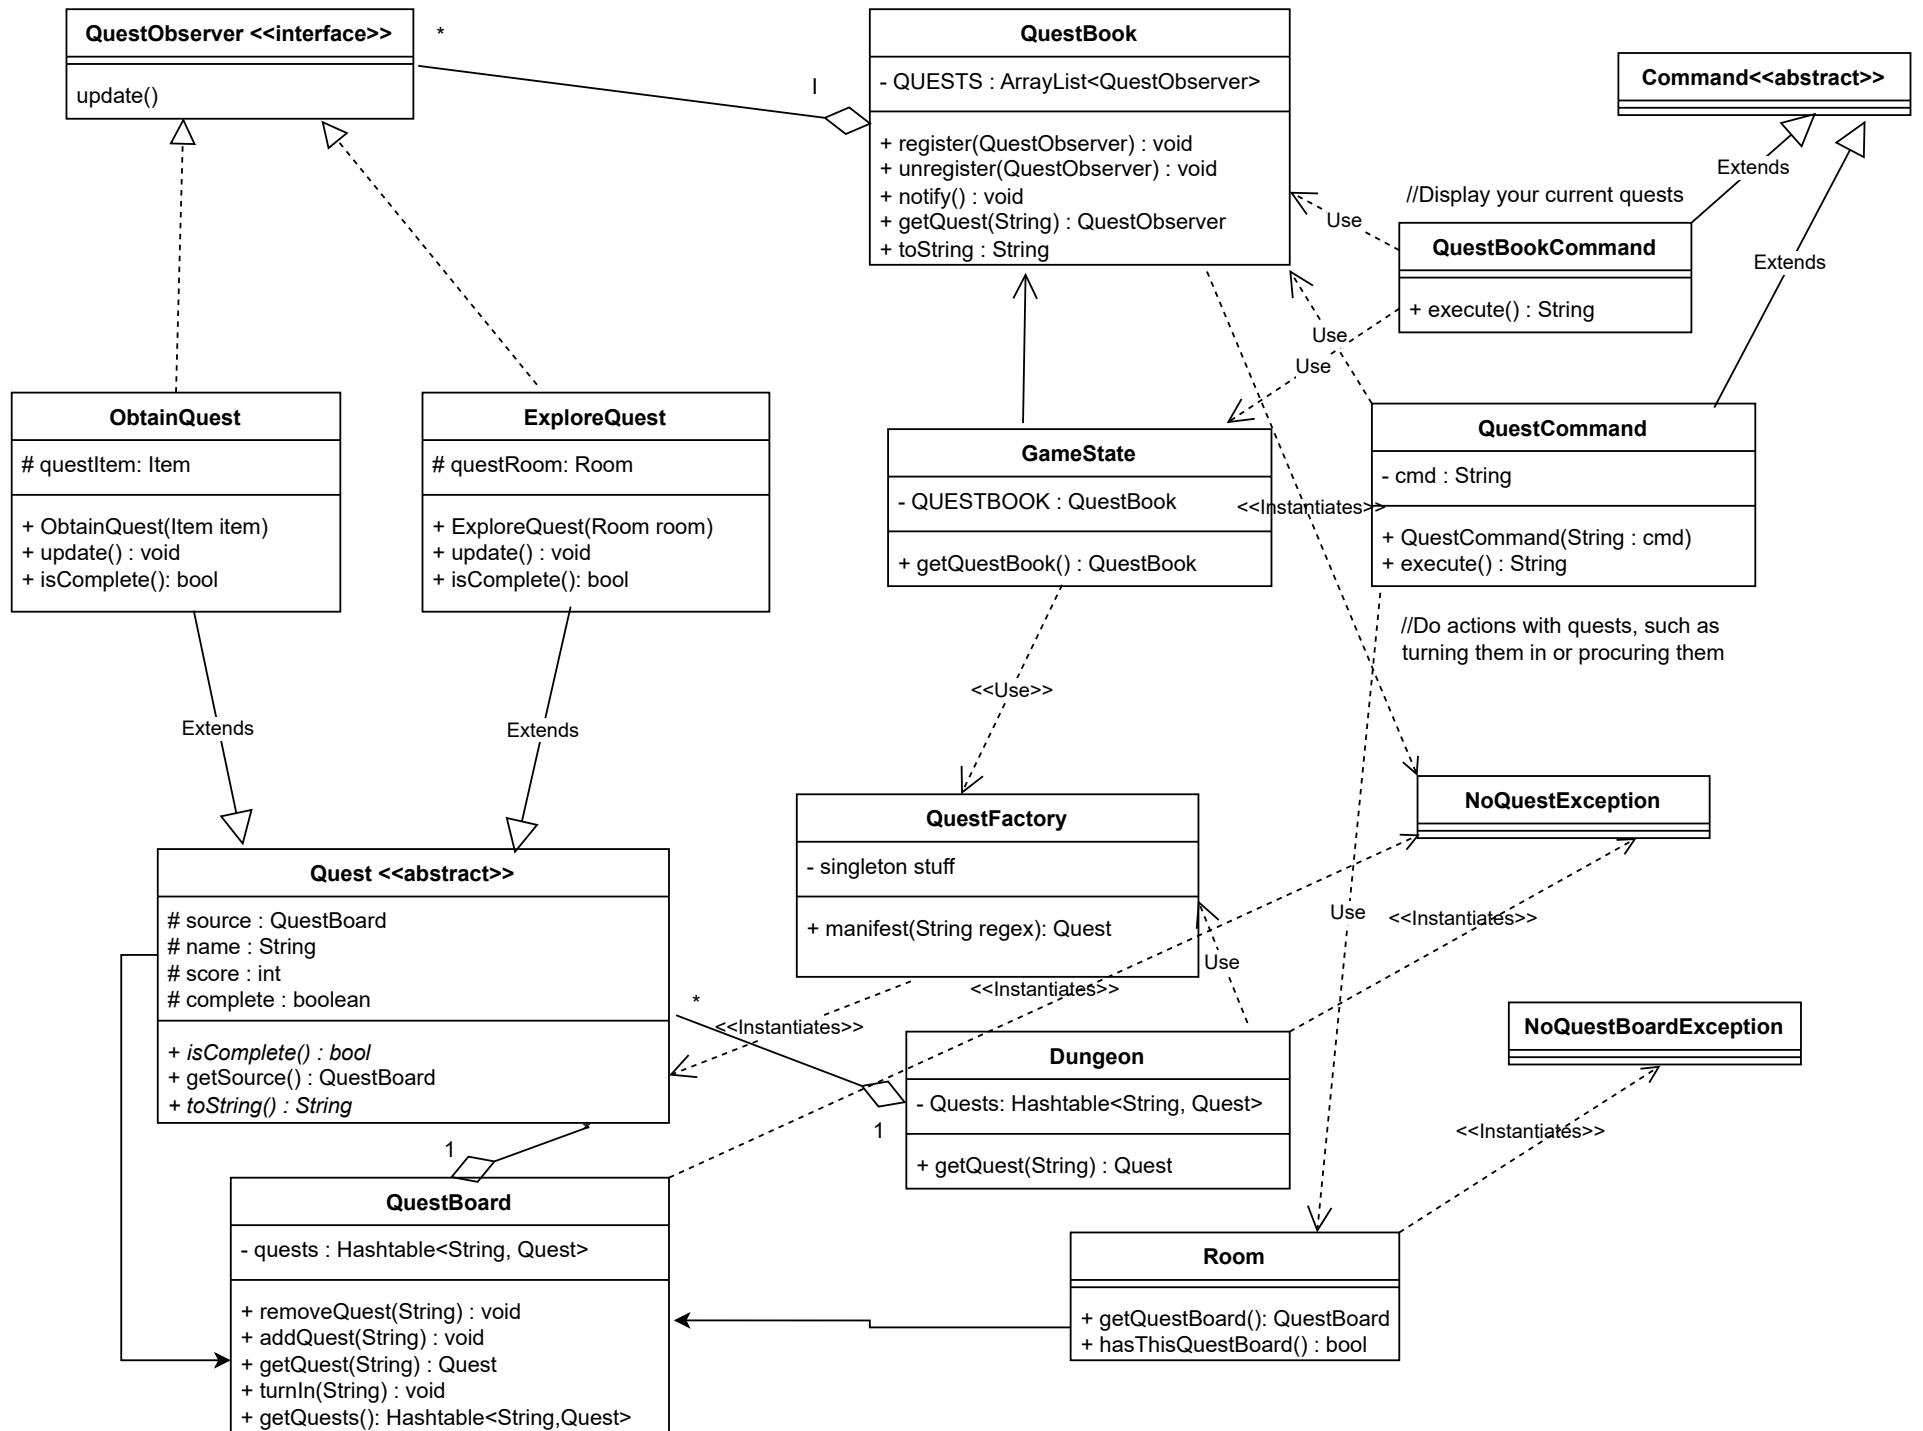 QuestObserver <<interface>>
update()
*
I
QuestBook
- QUESTS : ArrayList<QuestObserver>
+ register(QuestObserver) : void
+ unregister(QuestObserver) : void
+ notify() : void
+ getQuest(String) : QuestObserver
+ toString : String
Command<<abstract>>
Extends
Extends
//Display your current quests
Use
QuestBookCommand
+ execute() : String
Use
Use
ObtainQuest
# questItem: Item
+ ObtainQuest(Item item)
+ update() : void
+ isComplete(): bool
ExploreQuest
# questRoom: Room
+ ExploreQuest(Room room)
+ update() : void
+ isComplete(): bool
GameState
- QUESTBOOK : QuestBook
+ getQuestBook() : QuestBook
<<Instantiates>>
QuestCommand
- cmd : String
+ QuestCommand(String : cmd)
+ execute() : String
//Do actions with quests, such as
turning them in or procuring them
<<Use>>
Extends
Extends
NoQuestException
QuestFactory
- singleton stuff
+ manifest(String regex): Quest
Use
<<Instantiates>>
Use
<<Instantiates>>
<<Instantiates>>
Quest <<abstract>>
# source : QuestBoard
# name : String
# score : int
# complete : boolean
+ isComplete() : bool
+ getSource() : QuestBoard
+ toString() : String
*
NoQuestBoardException
Dungeon
- Quests: Hashtable<String, Quest>
+ getQuest(String) : Quest
1
*
1
<<Instantiates>>
QuestBoard
- quests : Hashtable<String, Quest>
+ removeQuest(String) : void
+ addQuest(String) : void
+ getQuest(String) : Quest
+ turnIn(String) : void
+ getQuests(): Hashtable<String,Quest>
Room
+ getQuestBoard(): QuestBoard
+ hasThisQuestBoard() : bool